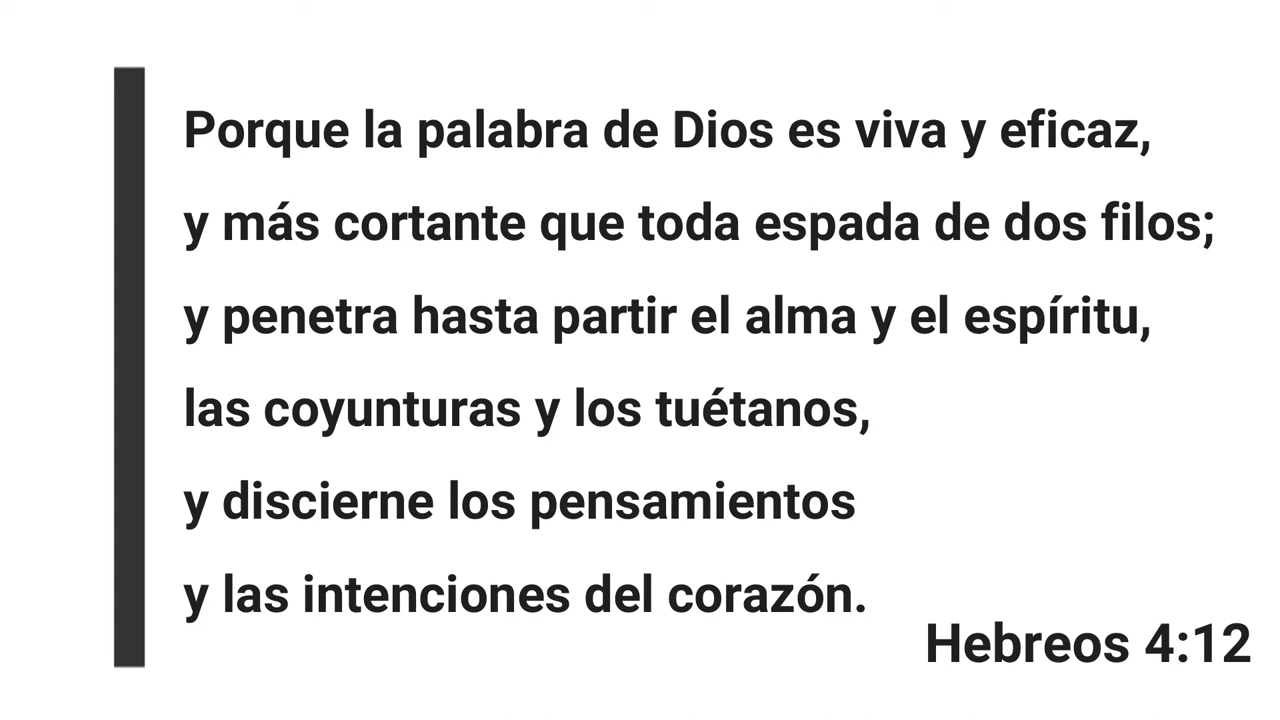 Porque la palabra de Dios es viva y eficaz,
y más cortante que toda espada de dos filos;
y penetra hasta partir el alma y el espíritu,
las coyunturas y los tuétanos,
y discierne los pensamientos
y las intenciones del corazón.
Hebreos 4:12